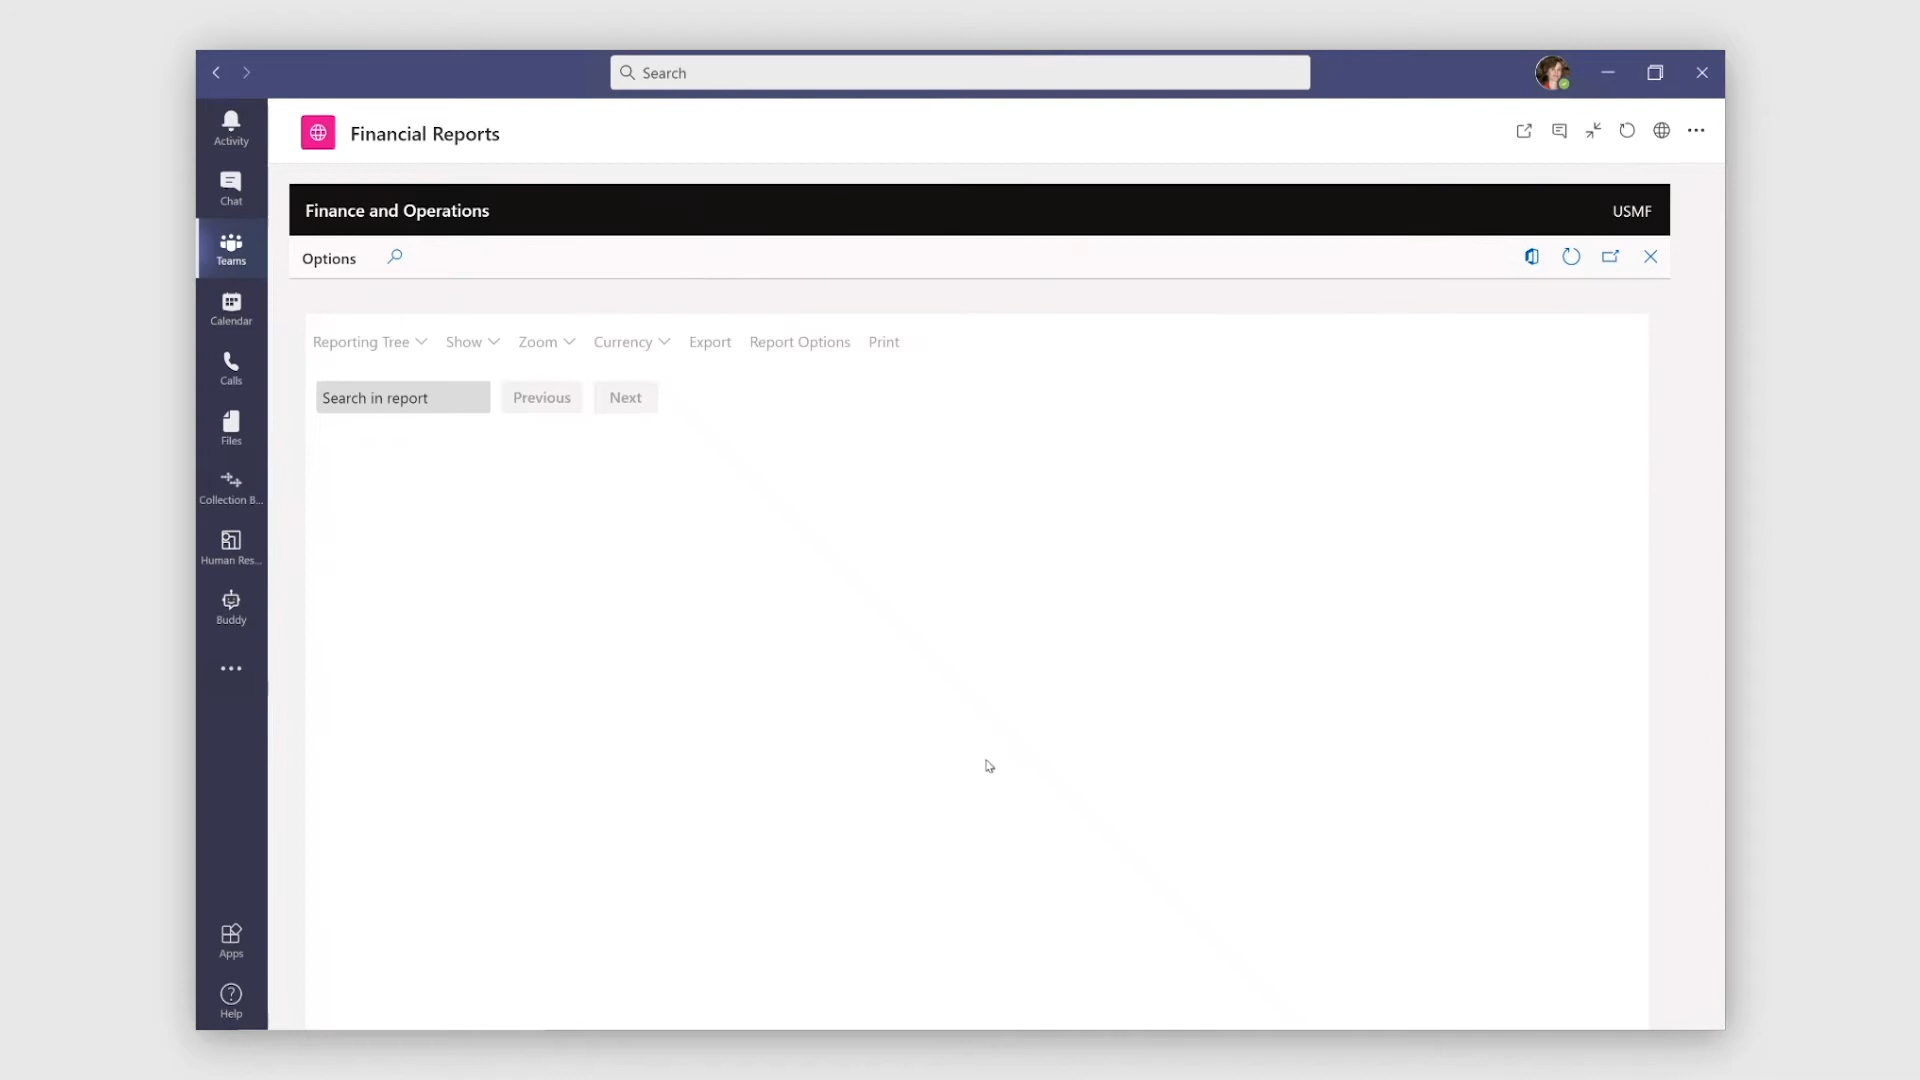 Search
Activity
Financial Reports
Chat
Finance and Operations USMF
Teams
Options
Calendar
Reporting Tree Show Zoom Currency Export Report Options Print
Calls
Search in report Previous Next
Files
Collection B...
Human Res...
Buddy
Apps
Help